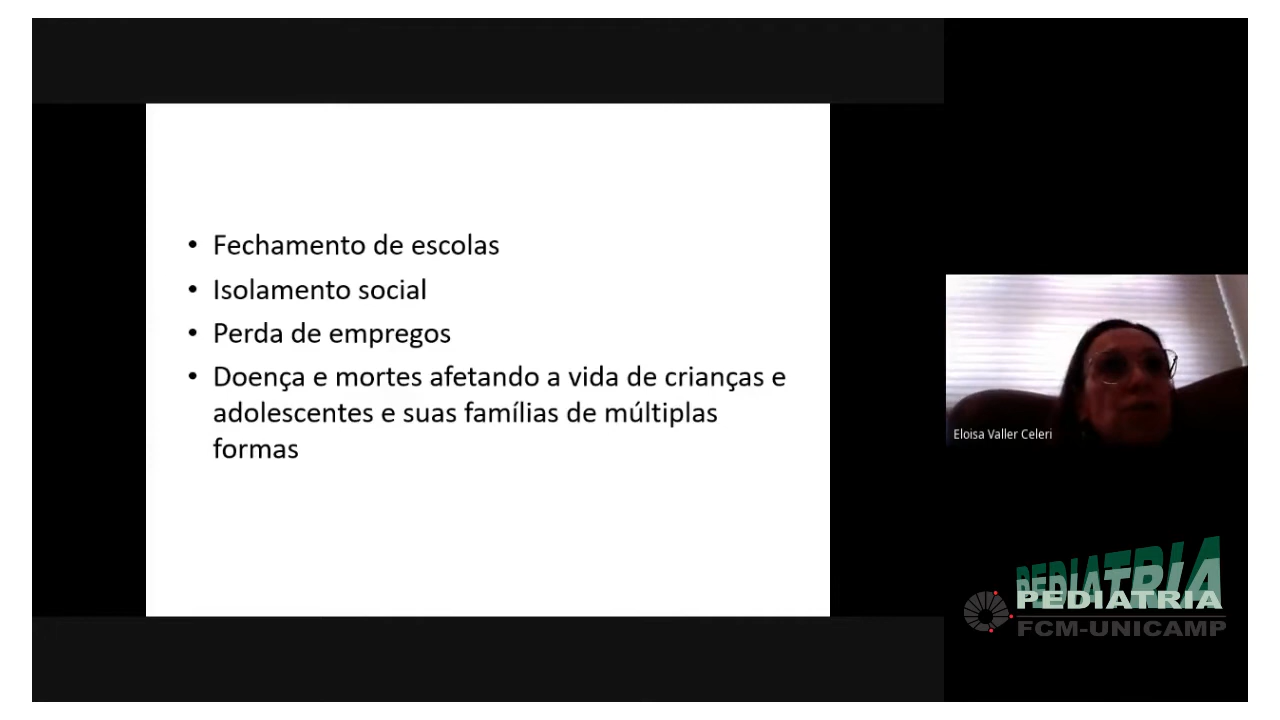 • Fechamento de escolas
• Isolamento social
• Perda de empregos
• Doença e mortes afetando a vida de crianças e
adolescentes e suas famílias de múltiplas
formas
Eloisa Valler Celeri
PEDIATRIA
PEDIATRIA
FCM-UNICAMP